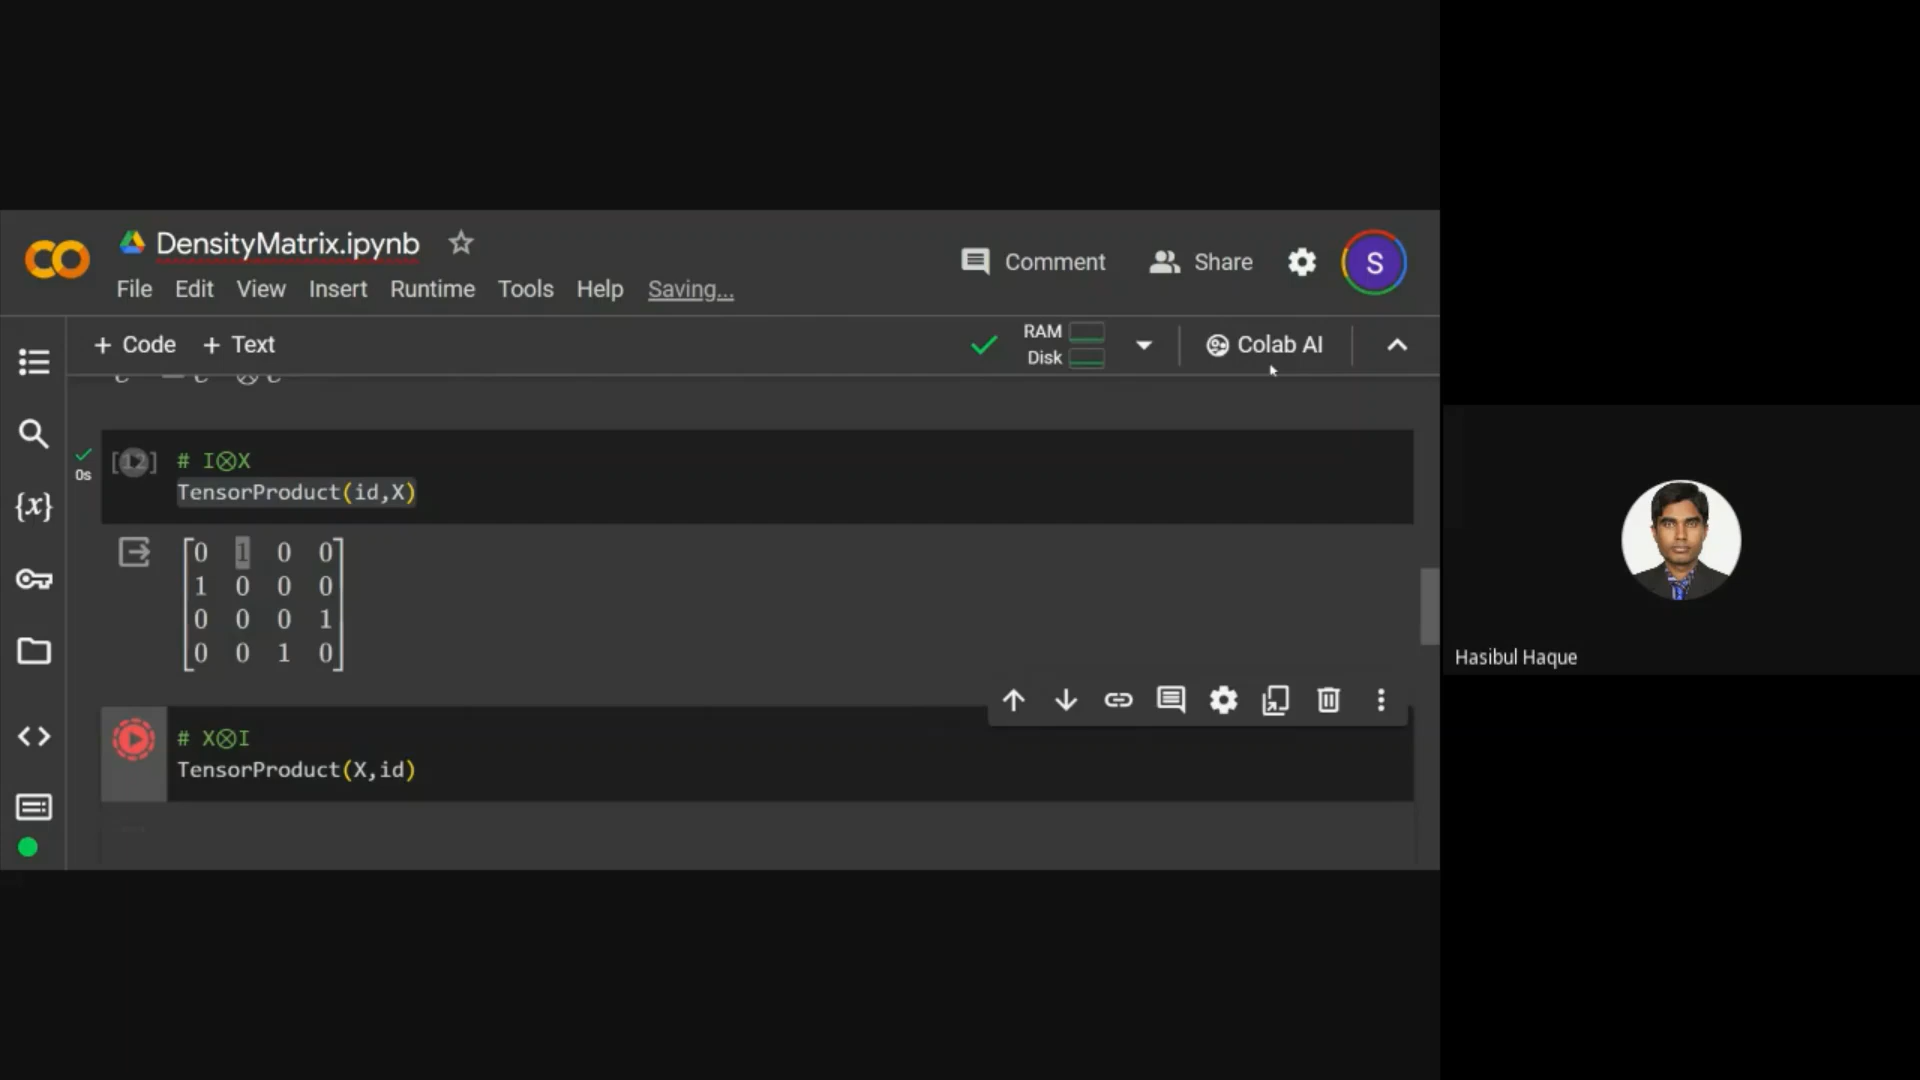 DensityMatrix.ipynb
Comment
Share
S
File Edit View Insert Runtime Tools Help Saving...
+ Code + Text
RAM
Disk
Colab AI
[12]
0s
# I⊗X
TensorProduct(id,X)
0 1 0 0
1 0 0 0
0 0 0 1
0 0 1 0
# X⊗I
TensorProduct(X,id)
{x}
Hasibul Haque